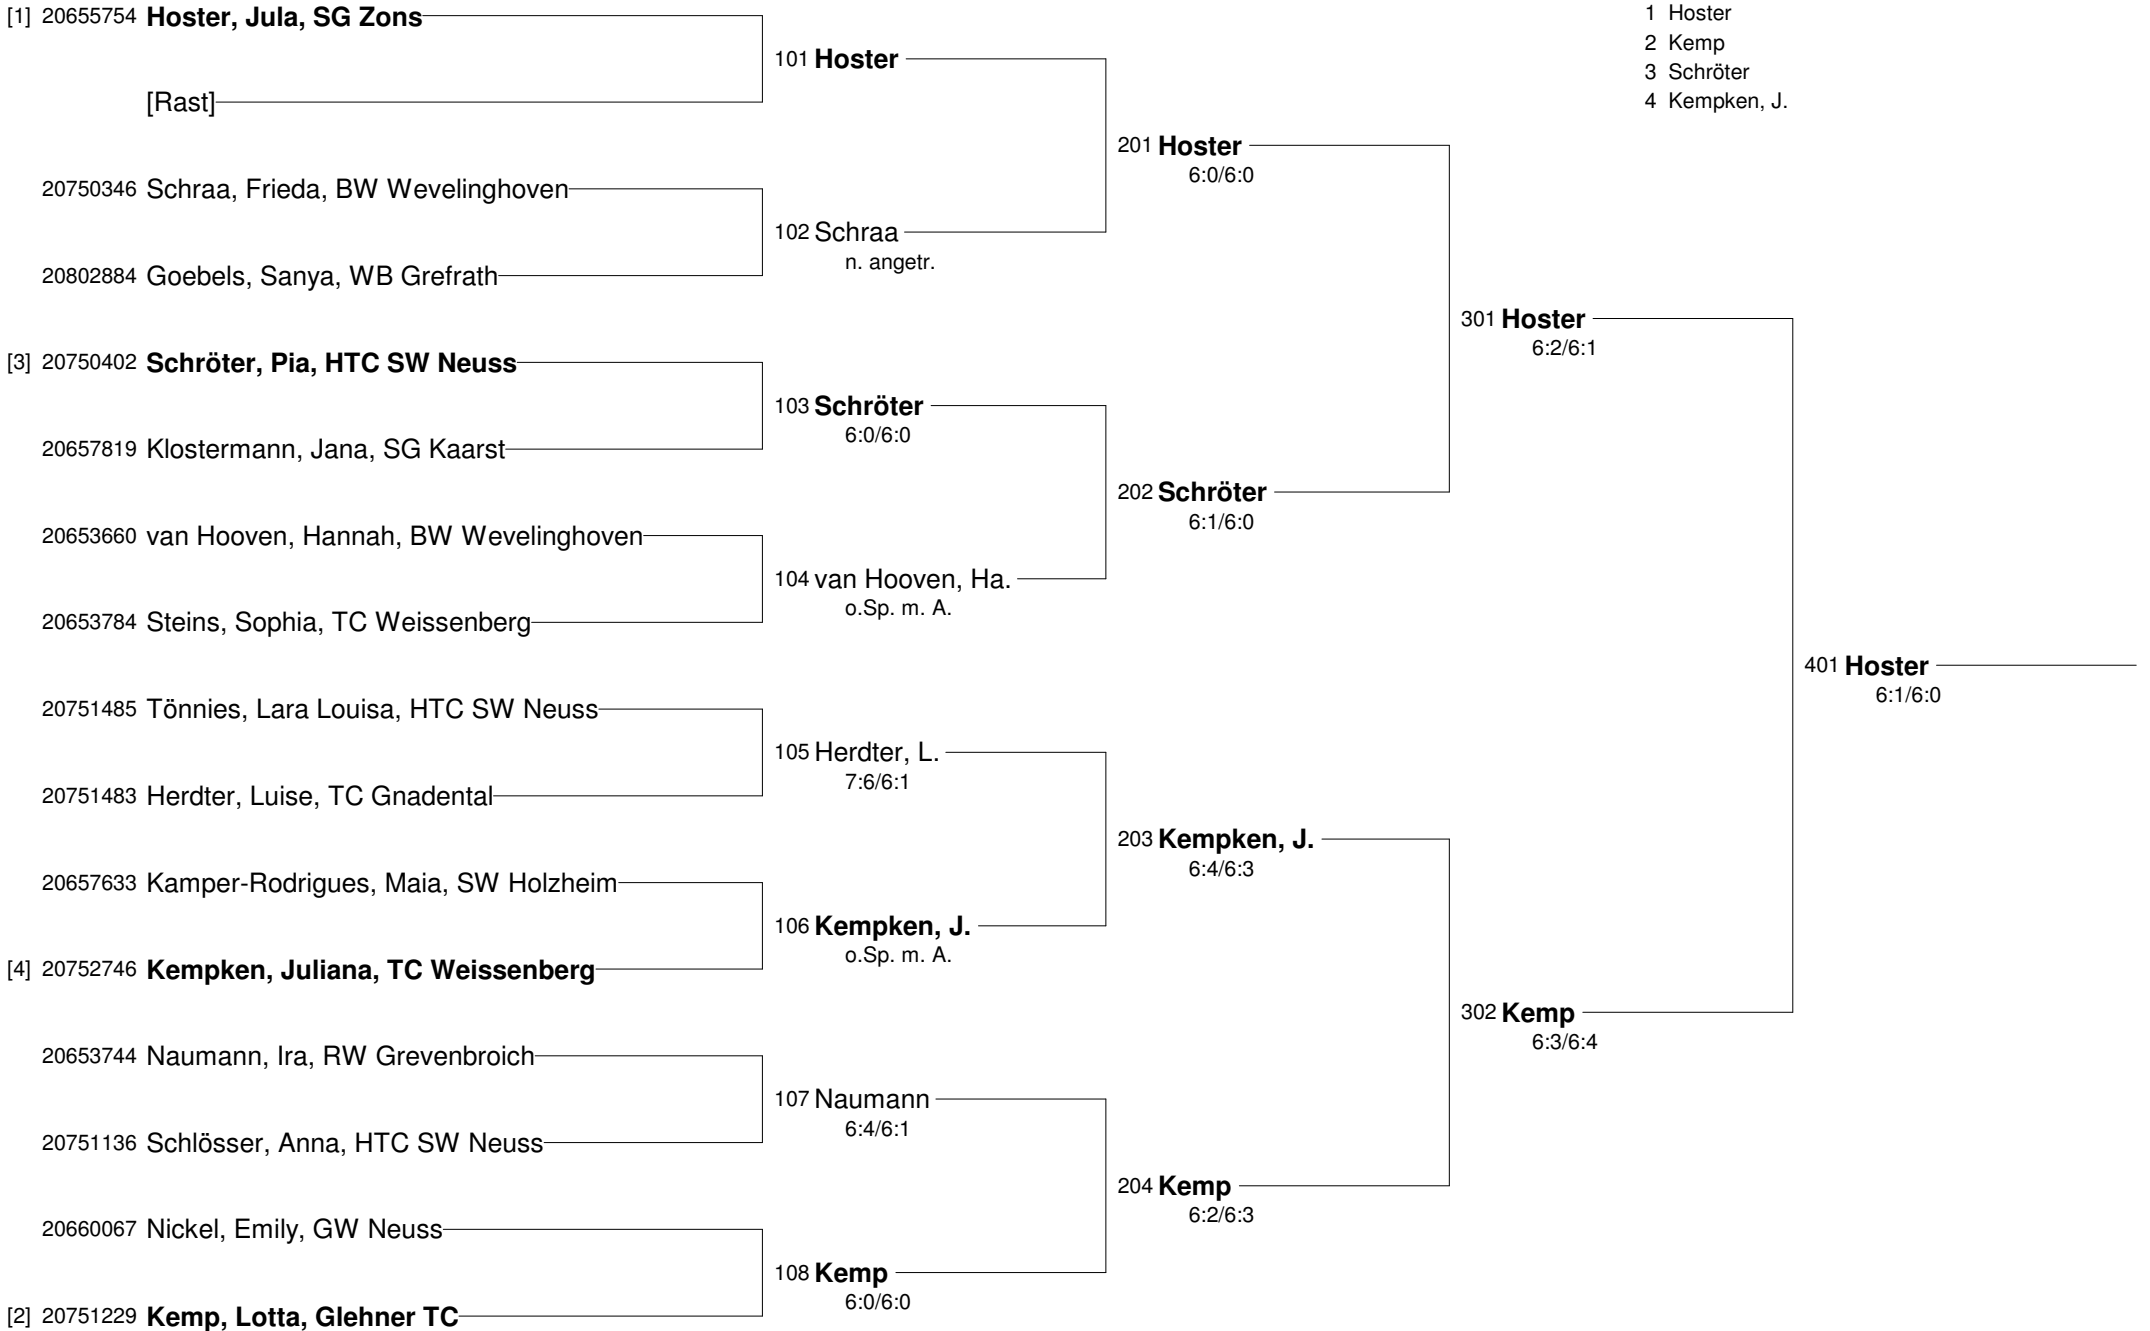 [1] 20655754 Hoster, Jula, SG Zons
[Rast]
20750346 Schraa, Frieda, BW Wevelinghoven
20802884 Goebels, Sanya, WB Grefrath
[3] 20750402 Schröter, Pia, HTC SW Neuss
20657819 Klostermann, Jana, SG Kaarst
20653660 van Hooven, Hannah, BW Wevelinghoven
20653784 Steins, Sophia, TC Weissenberg
20751485 Tönnies, Lara Louisa, HTC SW Neuss
20751483 Herdter, Luise, TC Gnadental
20657633 Kamper-Rodrigues, Maia, SW Holzheim
[4] 20752746 Kempken, Juliana, TC Weissenberg
20653744 Naumann, Ira, RW Grevenbroich
20751136 Schlösser, Anna, HTC SW Neuss
20660067 Nickel, Emily, GW Neuss
[2] 20751229 Kemp, Lotta, Glehner TC
101 Hoster
102 Schraa
n. angetr.
103 Schröter
6:0/6:0
104 van Hooven, Ha.
o.Sp. m. A.
105 Herdter, L.
7:6/6:1
106 Kempken, J.
o.Sp. m. A.
107 Naumann
6:4/6:1
108 Kemp
6:0/6:0
201 Hoster
6:0/6:0
202 Schröter
6:1/6:0
203 Kempken, J.
6:4/6:3
204 Kemp
6:2/6:3
301 Hoster
6:2/6:1
302 Kemp
6:3/6:4
401 Hoster
6:1/6:0
1 Hoster
2 Kemp
3 Schröter
4 Kempken, J.